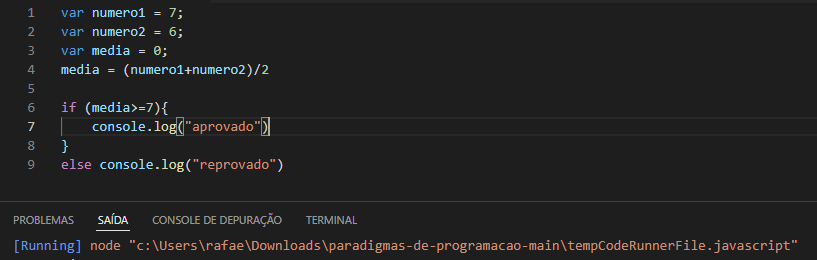 1 var numero1 = 7;
2 var numero2 = 6;
3 var media = 0;
4 media = (numero1+numero2)/2
5
6 if (media>=7){
7 console.log("aprovado")
8 }
9 else console.log("reprovado")
PROBLEMAS SAÍDA CONSOLE DE DEPURAÇÃO TERMINAL
[Running] node "c:\Users\rafae\Downloads\paradigmas-de-programacao-main\tempCodeRunnerFile.javascript"